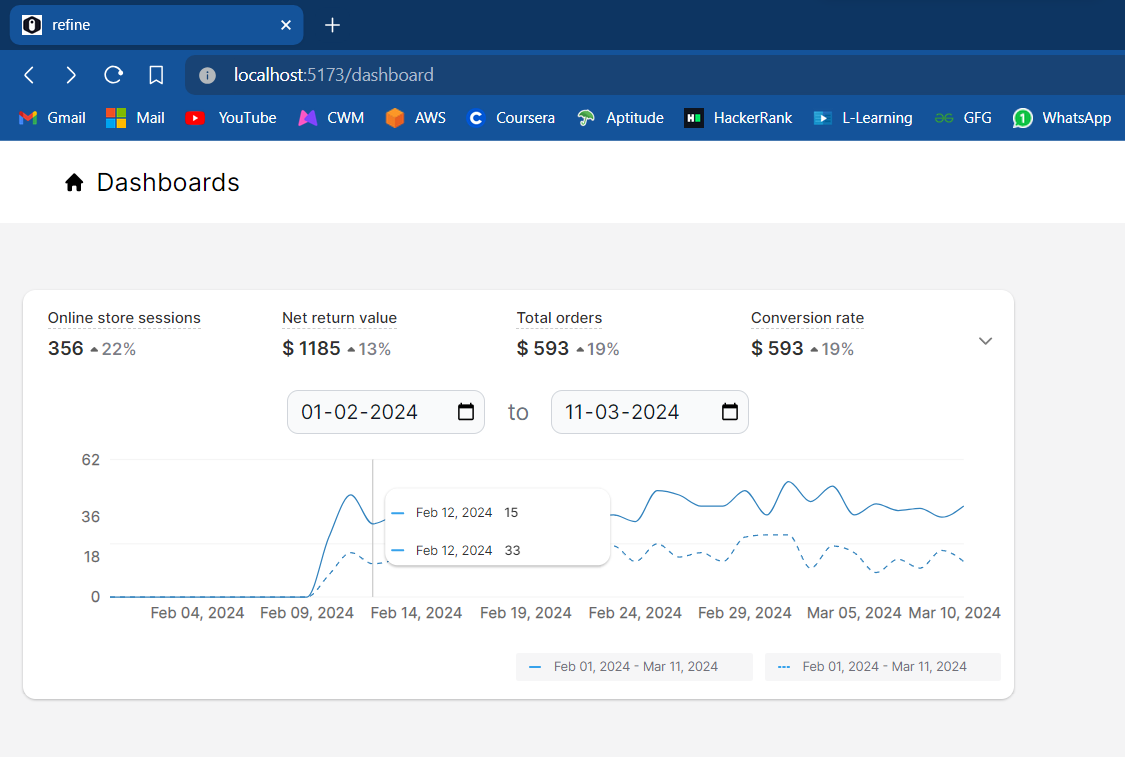 refine
localhost:5173/dashboard
Gmail Mail YouTube CWM AWS Coursera Aptitude HackerRank L-Learning GFG WhatsApp
Dashboards
Online store sessions Net return value Total orders Conversion rate
356 22% $ 1185 13% $ 593 19% $ 593 19%
01-02-2024 to 11-03-2024
62
Feb 12, 2024 15
36
Feb 12, 2024 33
18
0
Feb 04, 2024 Feb 09, 2024 Feb 14, 2024 Feb 19, 2024 Feb 24, 2024 Feb 29, 2024 Mar 05, 2024 Mar 10, 2024
Feb 01, 2024 - Mar 11, 2024 Feb 01, 2024 - Mar 11, 2024